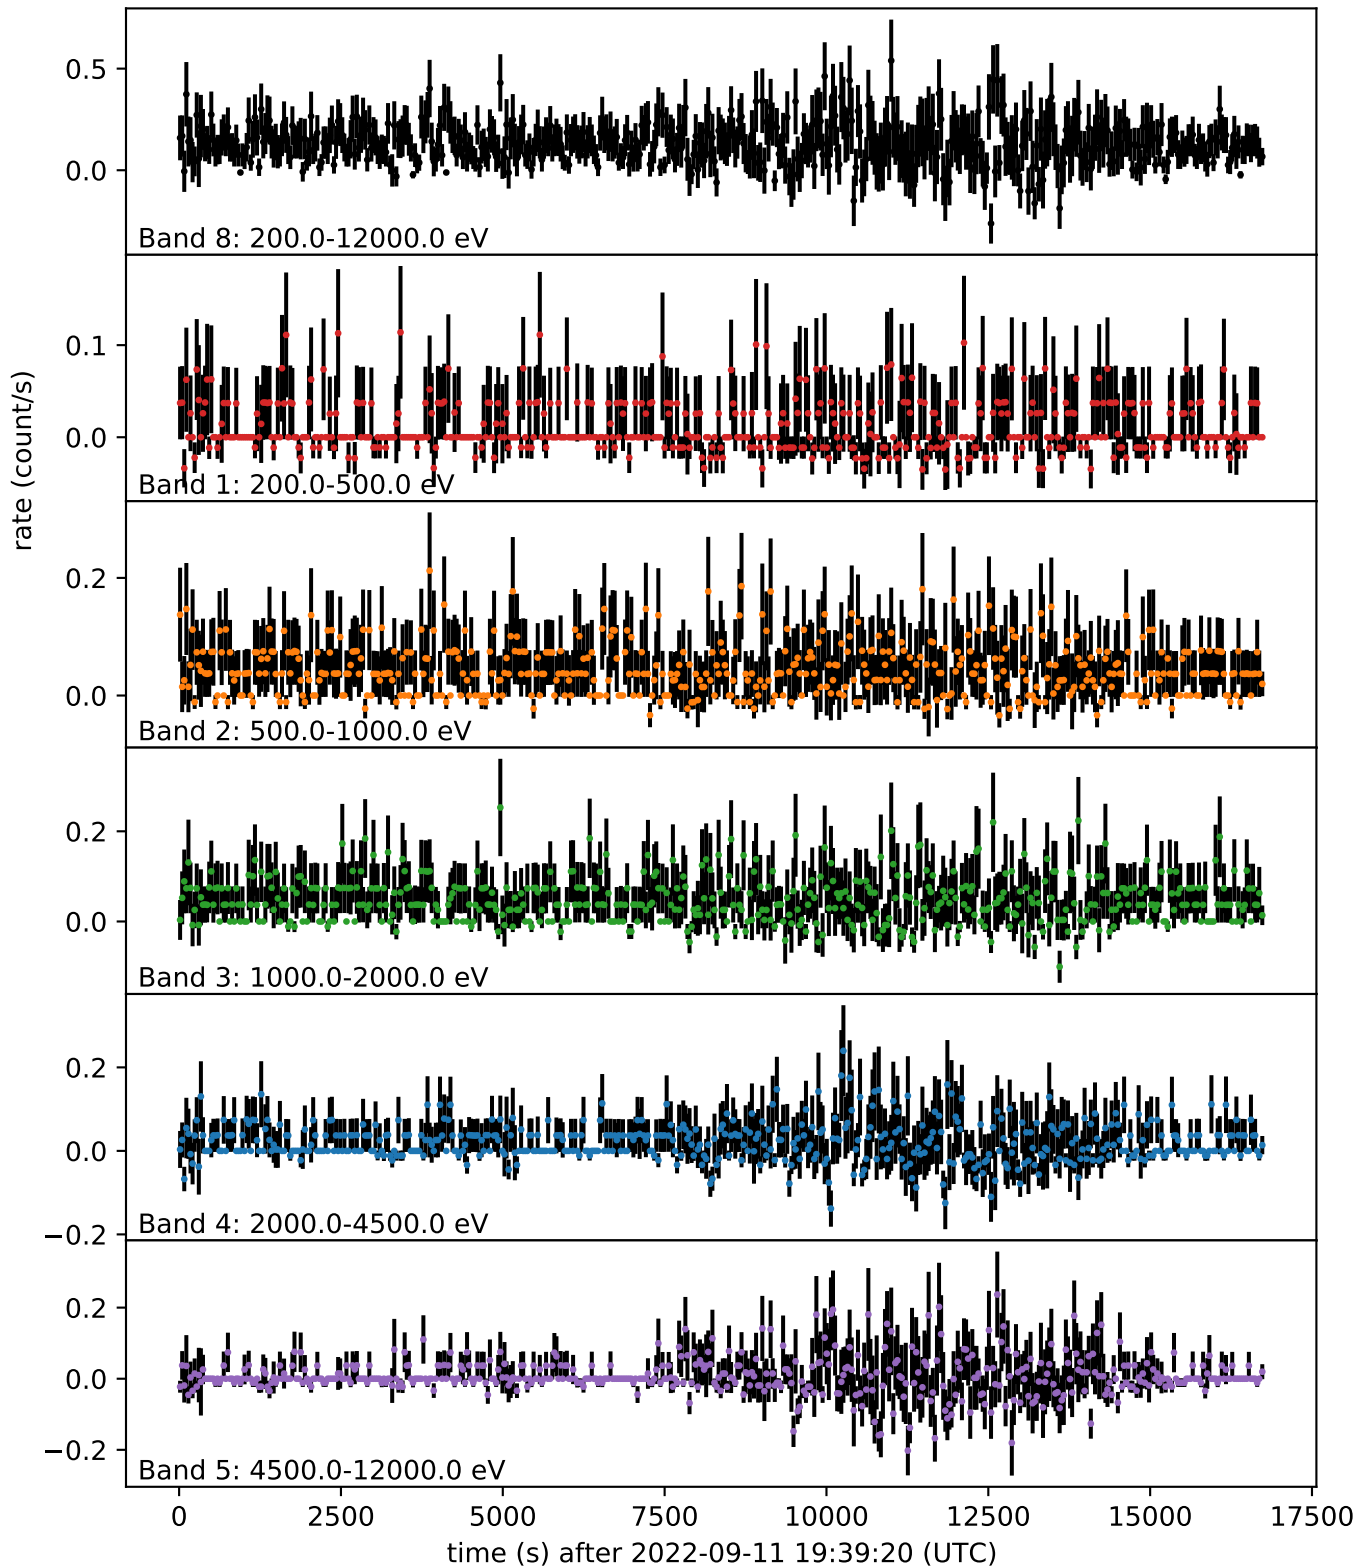 0.5
0.0
Band 8: 200.0-12000.0 eV
0.1
0.0
Band 1: 200.0-500.0 eV
rate (count/s)
0.2
0.0
Band 2: 500.0-1000.0 eV
0.2
0.0
Band 3: 1000.0-2000.0 eV
0.2
0.0
−0.2
Band 4: 2000.0-4500.0 eV
0.2
0.0
−0.2
Band 5: 4500.0-12000.0 eV
0 2500 5000 7500 10000 12500 15000 17500
time (s) after 2022-09-11 19:39:20 (UTC)